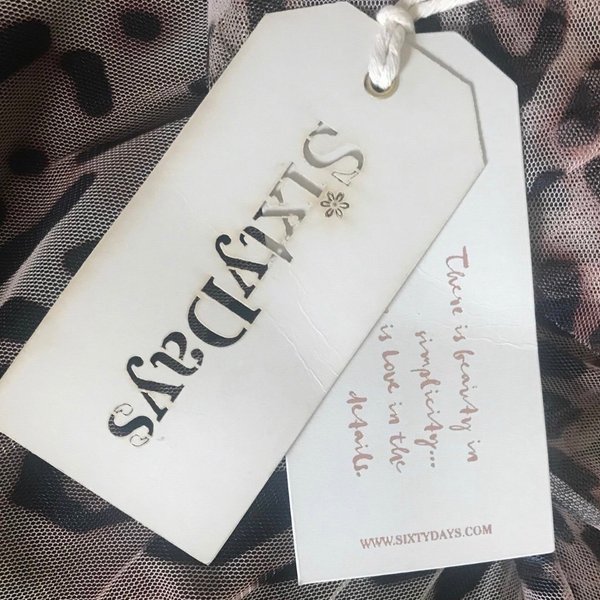 SixtyDays
There is beauty in
simplicity...
is love in the
details.
WWW.SIXTYDAYS.COM